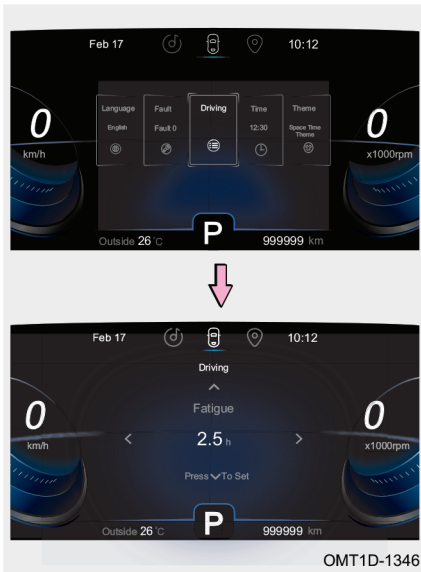 Feb 17 10:12
Language Fault Driving Time Theme
English Fault 0 12:30 Space Time
Theme
0 0
km/h x1000rpm
P
Outside 26 °C 999999 km
Feb 17 10:12
Driving
Fatigue
0 2.5 h 0
km/h x1000rpm
Press To Set
P
Outside 26 °C 999999 km
OMT1D-1346